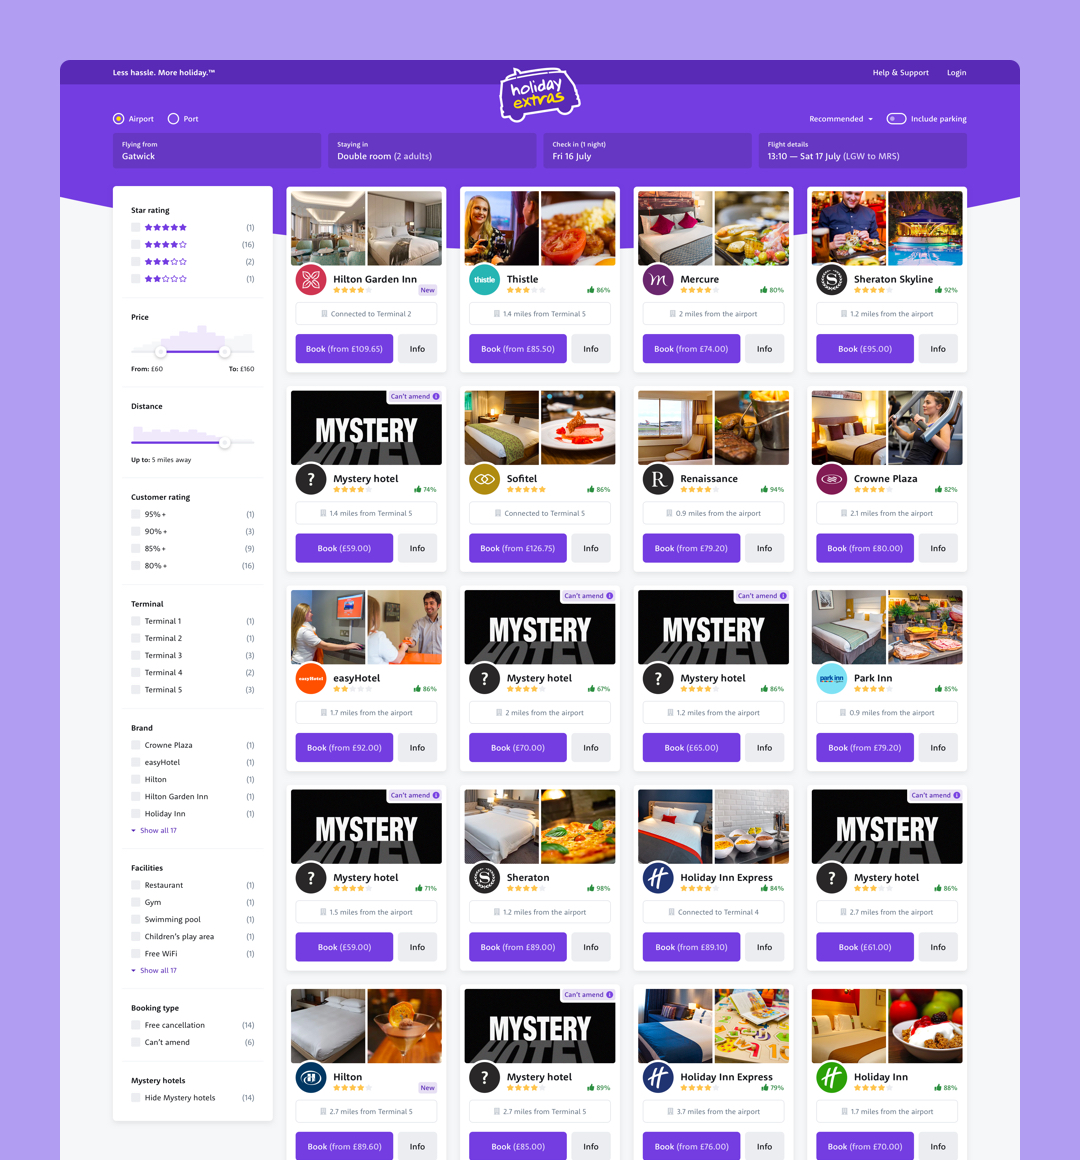 Less hassle. More holiday.™
holiday
extras
Help & Support
Login
Airport
Port
Recommended
Include parking
Flying from
Gatwick
Staying in
Double room (2 adults)
Check in (1 night)
Fri 16 July
Flight details
13:10 — Sat 17 July (LGW to MRS)
Star rating
(1)
(16)
(2)
(1)
Price
From: £60
To: £160
Distance
Up to: 5 miles away
Customer rating
95%+ (1)
90%+ (3)
85%+ (9)
80%+ (16)
Terminal
Terminal 1 (1)
Terminal 2 (1)
Terminal 3 (3)
Terminal 4 (2)
Terminal 5 (3)
Brand
Crowne Plaza (1)
easyHotel (1)
Hilton (1)
Hilton Garden Inn (1)
Holiday Inn (1)
Show all 17
Facilities
Restaurant (1)
Gym (1)
Swimming pool (1)
Children's play area (1)
Free WiFi (1)
Show all 17
Booking type
Free cancellation (14)
Can't amend (6)
Mystery hotels
Hide Mystery hotels (14)
Hilton Garden Inn
New
Connected to Terminal 2
Book (from £109.65)
Info
thistle
Thistle
86%
1.4 miles from Terminal 5
Book (from £85.50)
Info
m
Mercure
80%
2 miles from the airport
Book (from £74.00)
Info
S
Sheraton Skyline
92%
1.2 miles from the airport
Book (£95.00)
Info
Can't amend
MYSTERY
HOTEL
?
Mystery hotel
74%
1.4 miles from Terminal 5
Book (£59.00)
Info
Sofitel
86%
Connected to Terminal 5
Book (from £126.75)
Info
R
Renaissance
94%
0.9 miles from the airport
Book (from £79.20)
Info
Crowne Plaza
82%
2.1 miles from the airport
Book (from £80.00)
Info
easyHotel
easyHotel
86%
1.7 miles from the airport
Book (from £92.00)
Info
Can't amend
MYSTERY
HOTEL
?
Mystery hotel
67%
2 miles from the airport
Book (£70.00)
Info
Can't amend
MYSTERY
HOTEL
?
Mystery hotel
86%
1.2 miles from the airport
Book (£65.00)
Info
park inn
Park Inn
85%
0.9 miles from the airport
Book (from £79.20)
Info
Can't amend
MYSTERY
HOTEL
?
Mystery hotel
71%
1.5 miles from the airport
Book (£59.00)
Info
S
Sheraton
98%
1.2 miles from the airport
Book (from £89.00)
Info
H
Holiday Inn Express
84%
Connected to Terminal 4
Book (from £89.10)
Info
Can't amend
MYSTERY
HOTEL
?
Mystery hotel
86%
2.7 miles from the airport
Book (£61.00)
Info
H
Hilton
New
2.7 miles from Terminal 5
Book (from £89.60)
Info
Can't amend
MYSTERY
HOTEL
?
Mystery hotel
89%
2.7 miles from Terminal 5
Book (£85.00)
Info
H
Holiday Inn Express
79%
3.7 miles from the airport
Book (from £76.00)
Info
H
Holiday Inn
88%
1.7 miles from the airport
Book (from £70.00)
Info